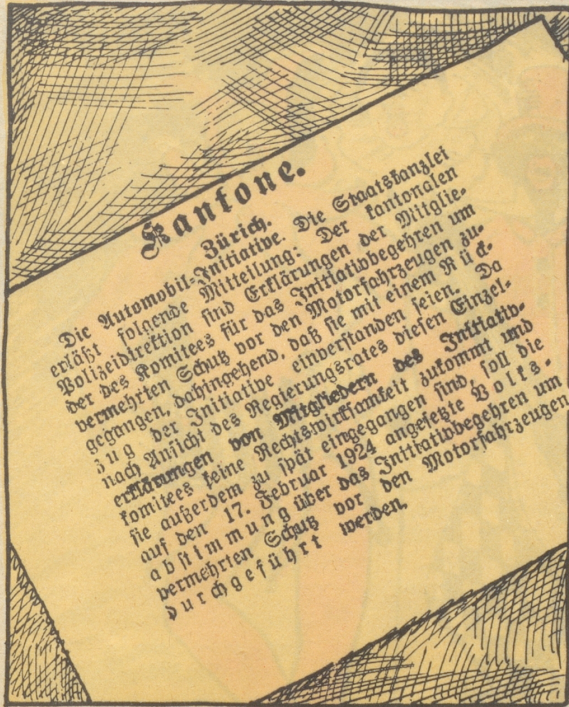 Kantone.
Zürich.
Die Automobil-Initiative. Die Staatskanzlei
erläßt folgende Mitteilung: Der kantonalen
Polizeidirektion sind Erklärungen der Mitglie-
der des Komitees für das Initiativbegehren um
vermehrten Schutz vor den Motorfahrzeugen zu-
gegangen, dahingehend, daß sie mit einem Rück-
zug der Initiative einverstanden seien. Da
nach Ansicht des Regierungsrates diesen Einzel-
erklärungen von Mitgliedern des Initiativ-
komitees keine Rechtswirksamkeit zukommt und
sie außerdem zu spät eingegangen sind, soll die
auf den 17. Februar 1924 angesetzte Volks-
abstimmung über das Initiativbegehren um
vermehrten Schutz vor den Motorfahrzeugen
durchgeführt werden.